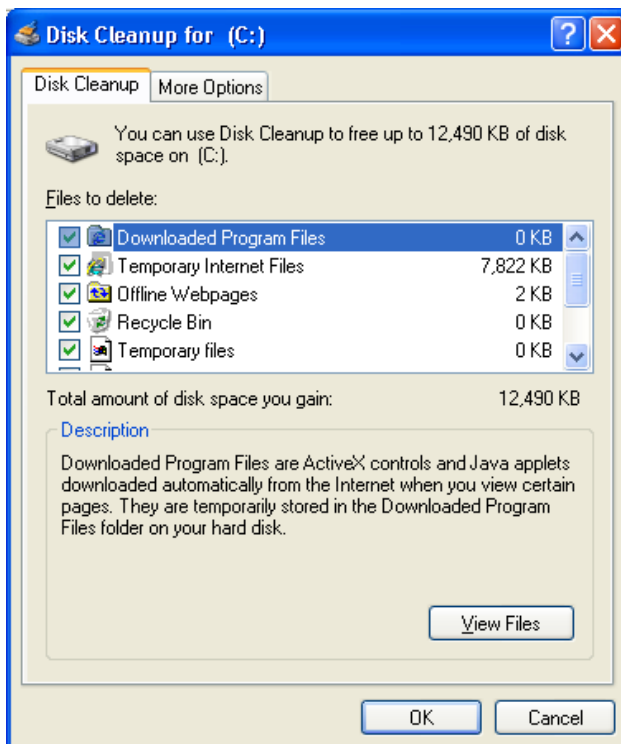 Disk Cleanup for (C:)
Disk Cleanup
More Options
You can use Disk Cleanup to free up to 12,490 KB of disk
space on (C:).
Files to delete:
Downloaded Program Files 0 KB
Temporary Internet Files 7,822 KB
Offline Webpages 2 KB
Recycle Bin 0 KB
Temporary files 0 KB
Total amount of disk space you gain: 12,490 KB
Description
Downloaded Program Files are ActiveX controls and Java applets
downloaded automatically from the Internet when you view certain
pages. They are temporarily stored in the Downloaded Program
Files folder on your hard disk.
View Files
OK Cancel